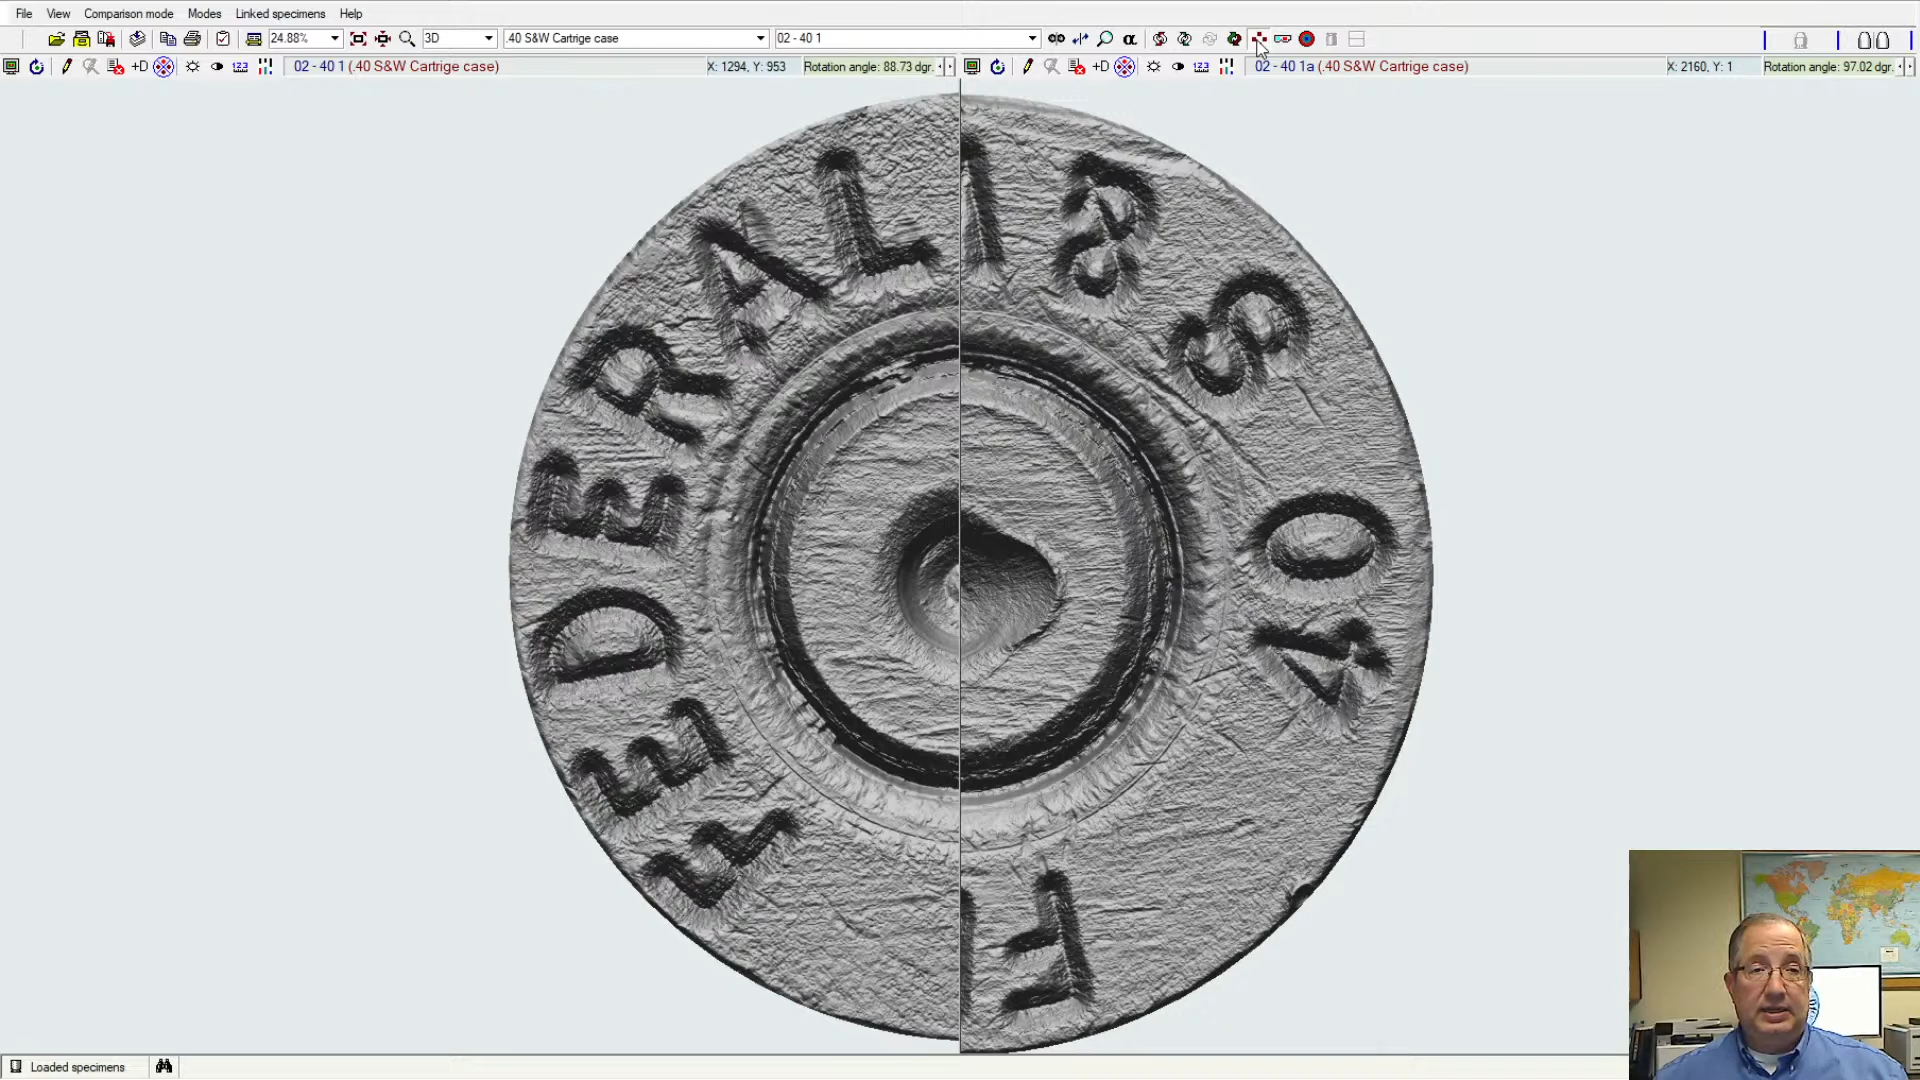 File View Comparison mode Modes Linked specimens Help
24.88% 3D .40 S&W Cartrige case 02 - 40 1 α
+D 123 02 - 40 1 (.40 S&W Cartrige case) X: 1294, Y: 953 Rotation angle: 88.73 dgr. +D 123 02 - 40 1a (.40 S&W Cartrige case) X: 2160, Y: 1 Rotation angle: 97.02 dgr.
FEDERAL
40 S&
F
Loaded specimens